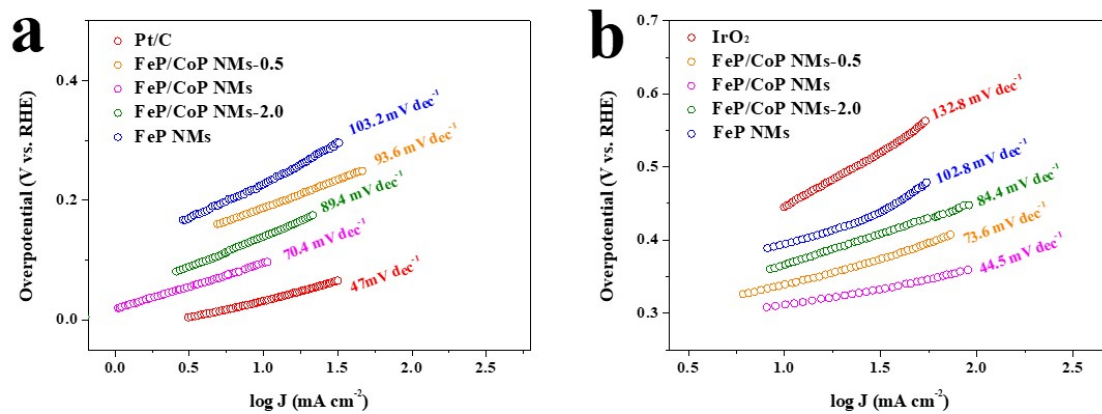 a
Pt/C
FeP/CoP NMs-0.5
FeP/CoP NMs
FeP/CoP NMs-2.0
FeP NMs
103.2 mV dec⁻¹
93.6 mV dec⁻¹
89.4 mV dec⁻¹
70.4 mV dec⁻¹
47mV dec⁻¹
Overpotential (V vs. RHE)
0.4
0.2
0.0
0.0 0.5 1.0 1.5 2.0 2.5
log J (mA cm⁻²)
b
IrO₂
FeP/CoP NMs-0.5
FeP/CoP NMs
FeP/CoP NMs-2.0
FeP NMs
132.8 mV dec⁻¹
102.8 mV dec⁻¹
84.4 mV dec⁻¹
73.6 mV dec⁻¹
44.5 mV dec⁻¹
Overpotential (V vs. RHE)
0.7
0.6
0.5
0.4
0.3
0.5 1.0 1.5 2.0 2.5
log J (mA cm⁻²)